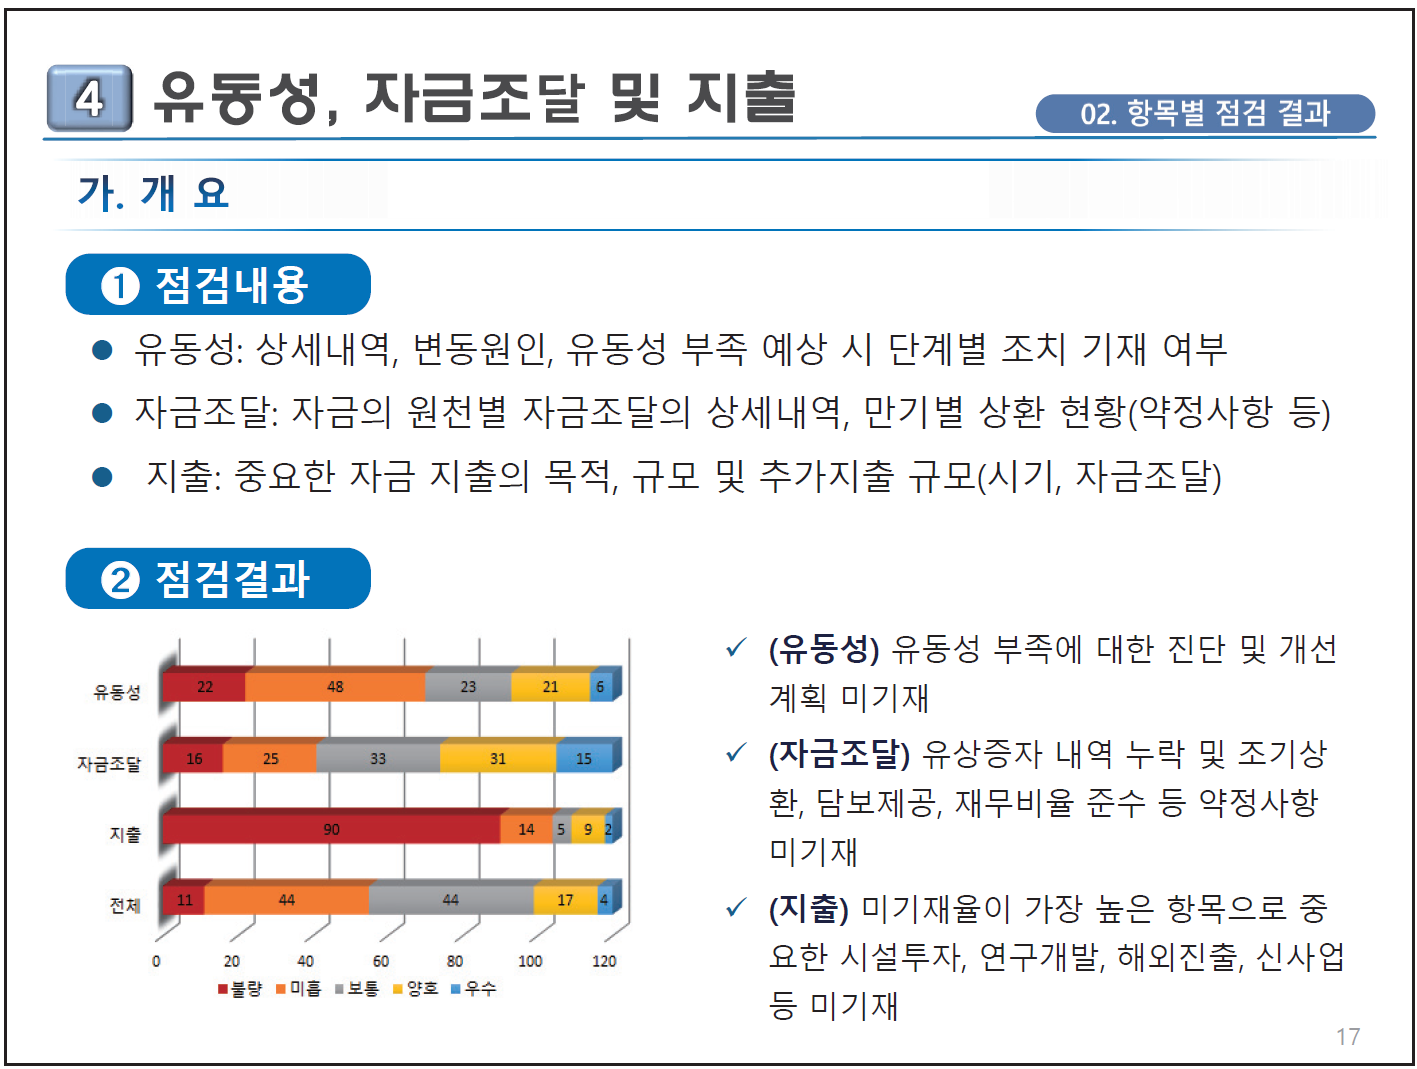 4 유동성, 자금조달 및 지출
02. 항목별 점검 결과
가. 개 요
❶ 점검내용
● 유동성: 상세내역, 변동원인, 유동성 부족 예상 시 단계별 조치 기재 여부
● 자금조달: 자금의 원천별 자금조달의 상세내역, 만기별 상환 현황(약정사항 등)
● 지출: 중요한 자금 지출의 목적, 규모 및 추가지출 규모(시기, 자금조달)
❷ 점검결과
유동성 22 48 23 21 6
자금조달 16 25 33 31 15
지출 90 14 5 9 2
전체 11 44 44 17 4
0 20 40 60 80 100 120
■불량 ■미흡 ■보통 ■양호 ■우수
✓ (유동성) 유동성 부족에 대한 진단 및 개선
계획 미기재
✓ (자금조달) 유상증자 내역 누락 및 조기상
환, 담보제공, 재무비율 준수 등 약정사항
미기재
✓ (지출) 미기재율이 가장 높은 항목으로 중
요한 시설투자, 연구개발, 해외진출, 신사업
등 미기재
17